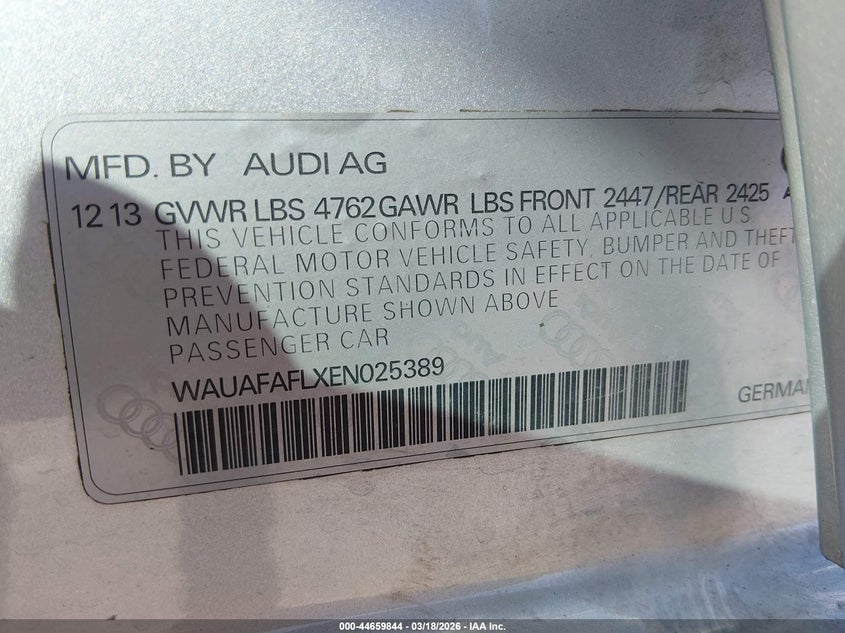 MFD. BY AUDI AG
12 13 GVWR LBS 4762 GAWR LBS FRONT 2447/REAR 2425
THIS VEHICLE CONFORMS TO ALL APPLICABLE U S
FEDERAL MOTOR VEHICLE SAFETY, BUMPER AND THEFT
PREVENTION STANDARDS IN EFFECT ON THE DATE OF
MANUFACTURE SHOWN ABOVE
PASSENGER CAR
WAUAFAFLXEN025389
GERMAN
000-44659844 | 03/18/2026 - IAA Inc.